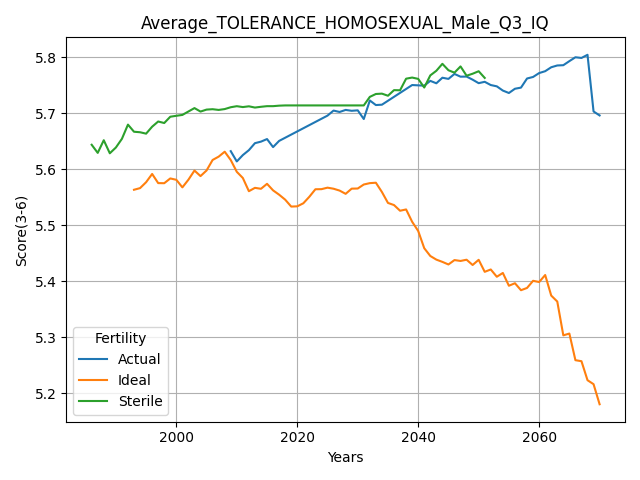 Average_TOLERANCE_HOMOSEXUAL_Male_Q3_IQ
5.8
5.7
5.6
5.5
5.4
5.3
5.2
Score(3-6)
Fertility
Actual
Ideal
Sterile
2000 2020 2040 2060
Years